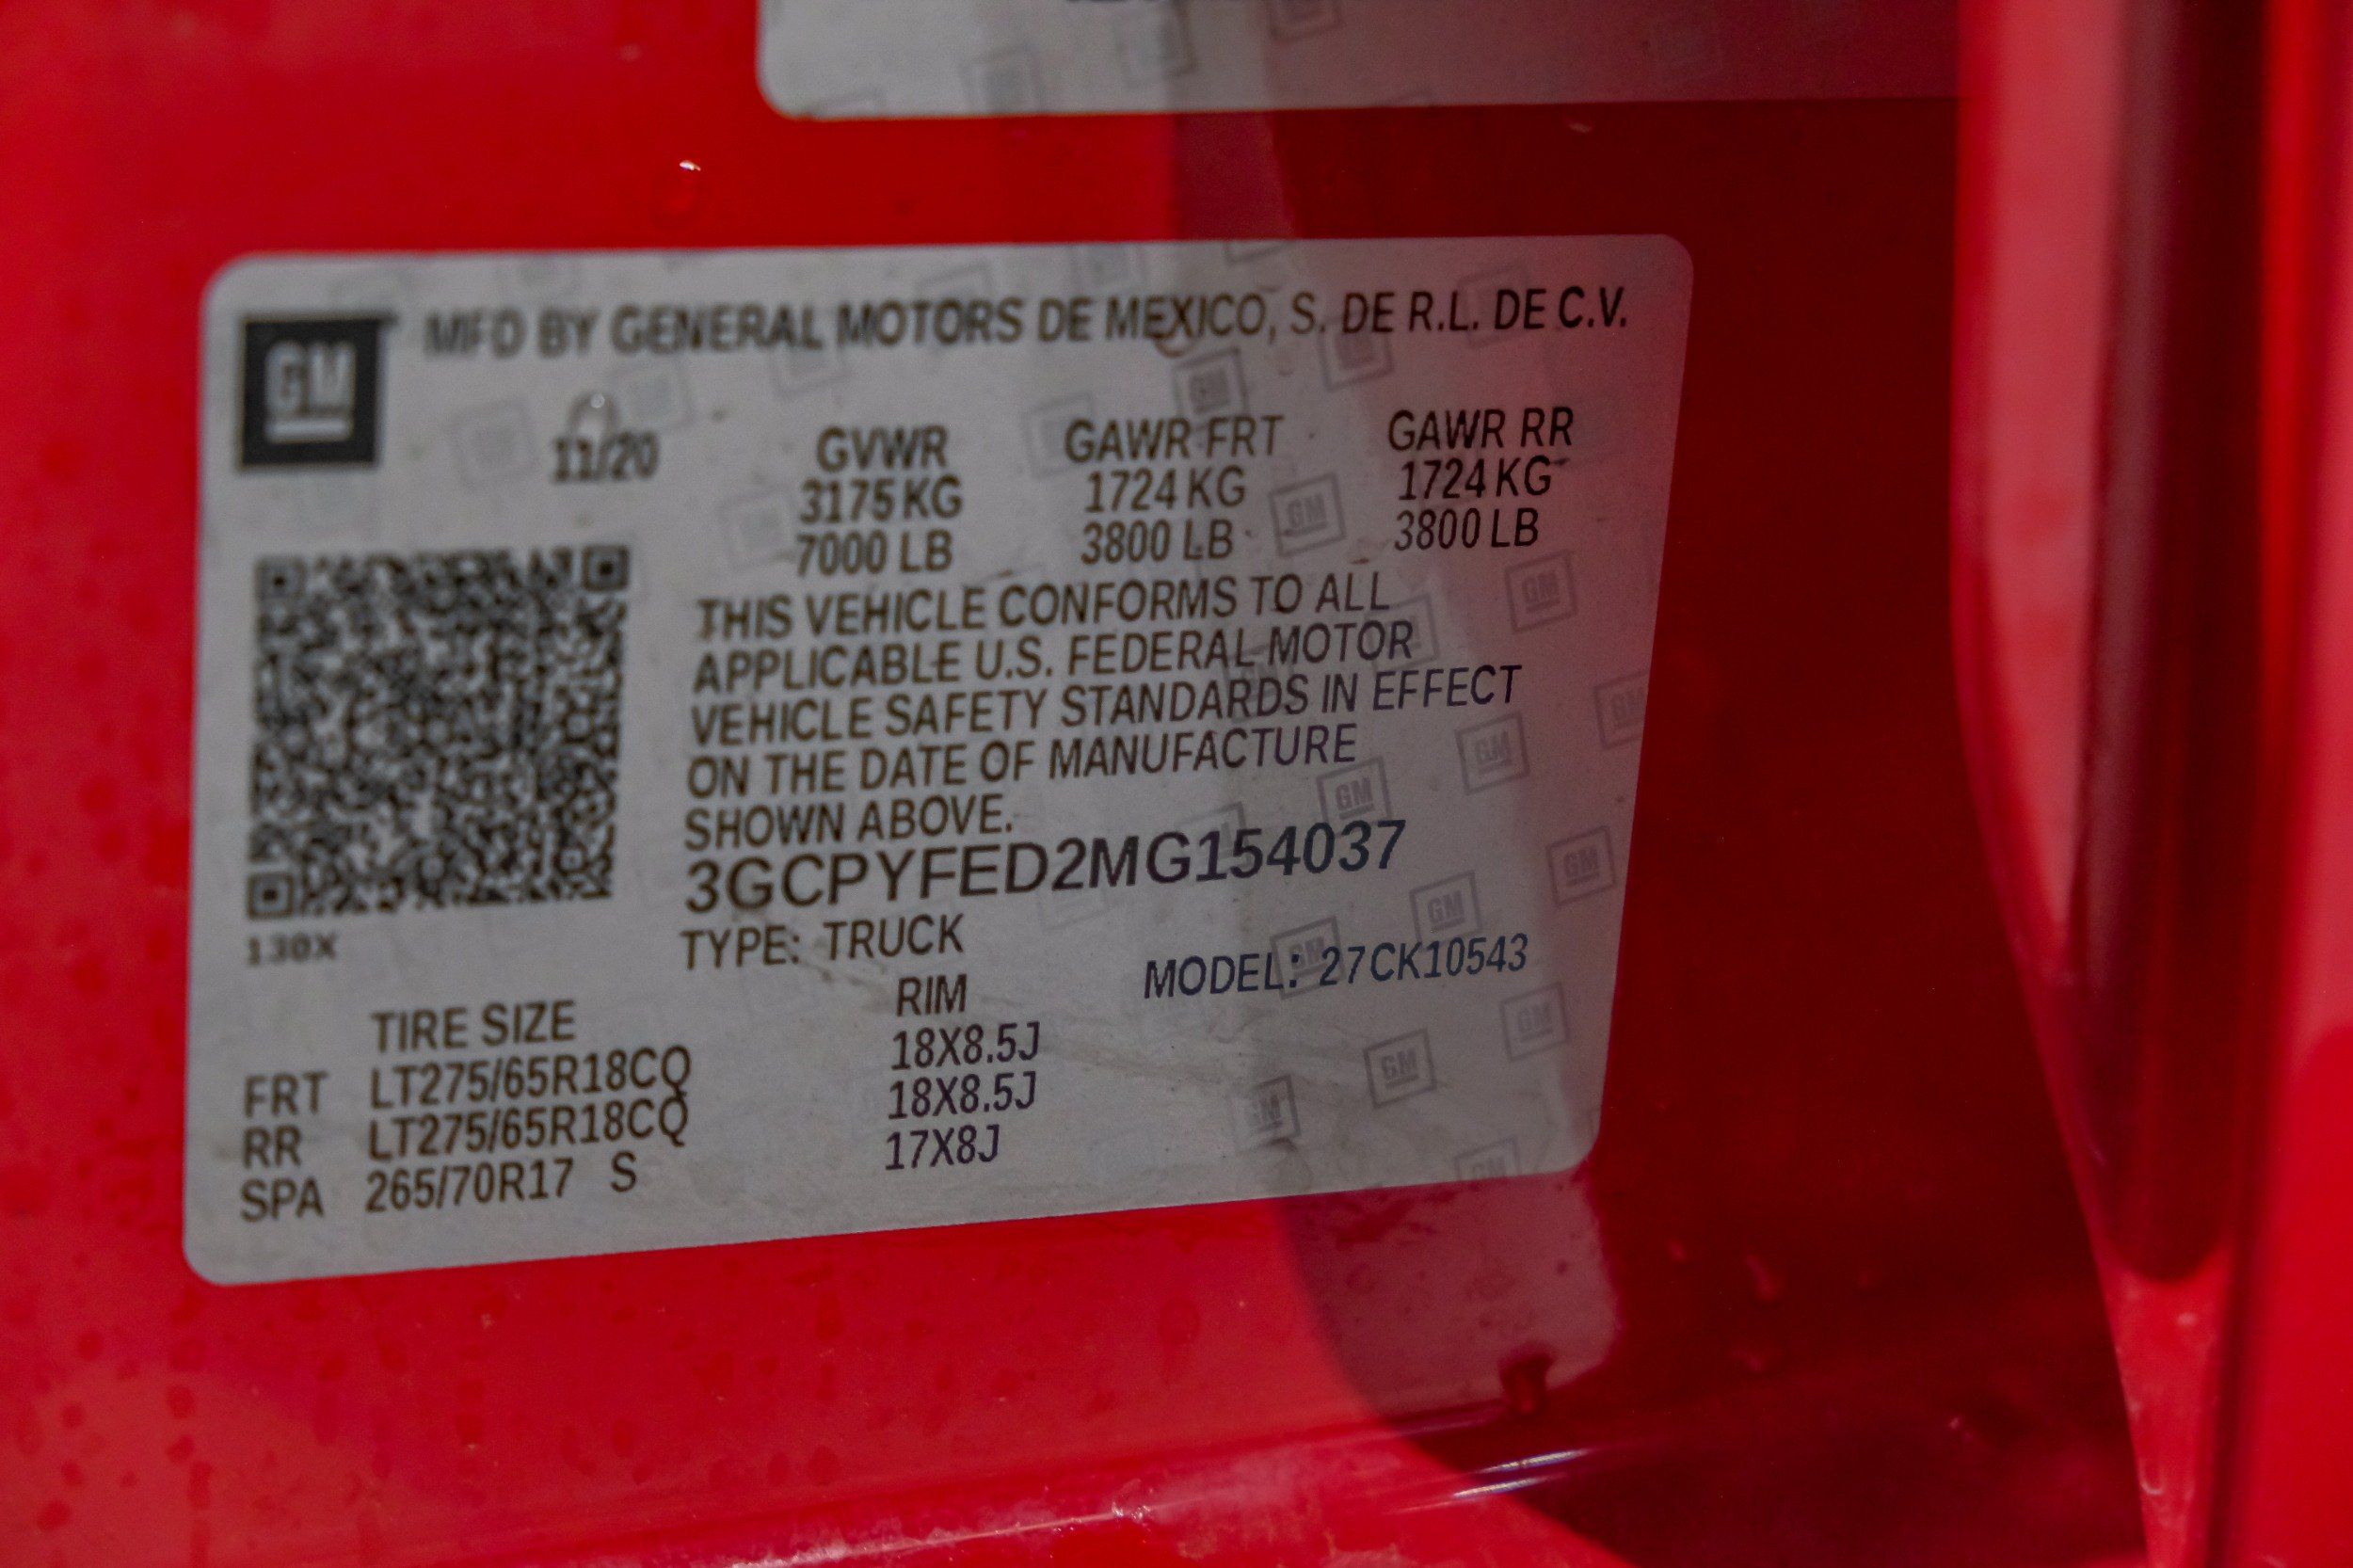 GM
MFD BY GENERAL MOTORS DE MEXICO, S. DE R.L. DE C.V.
11/20 GVWR GAWR FRT GAWR RR
3175 KG 1724 KG 1724 KG
7000 LB 3800 LB 3800 LB
THIS VEHICLE CONFORMS TO ALL
APPLICABLE U.S. FEDERAL MOTOR
VEHICLE SAFETY STANDARDS IN EFFECT
ON THE DATE OF MANUFACTURE
SHOWN ABOVE.
3GCPYFED2MG154037
130X
TYPE: TRUCK MODEL: 27CK10543
TIRE SIZE RIM
FRT LT275/65R18CQ 18X8.5J
RR LT275/65R18CQ 18X8.5J
SPA 265/70R17 S 17X8J